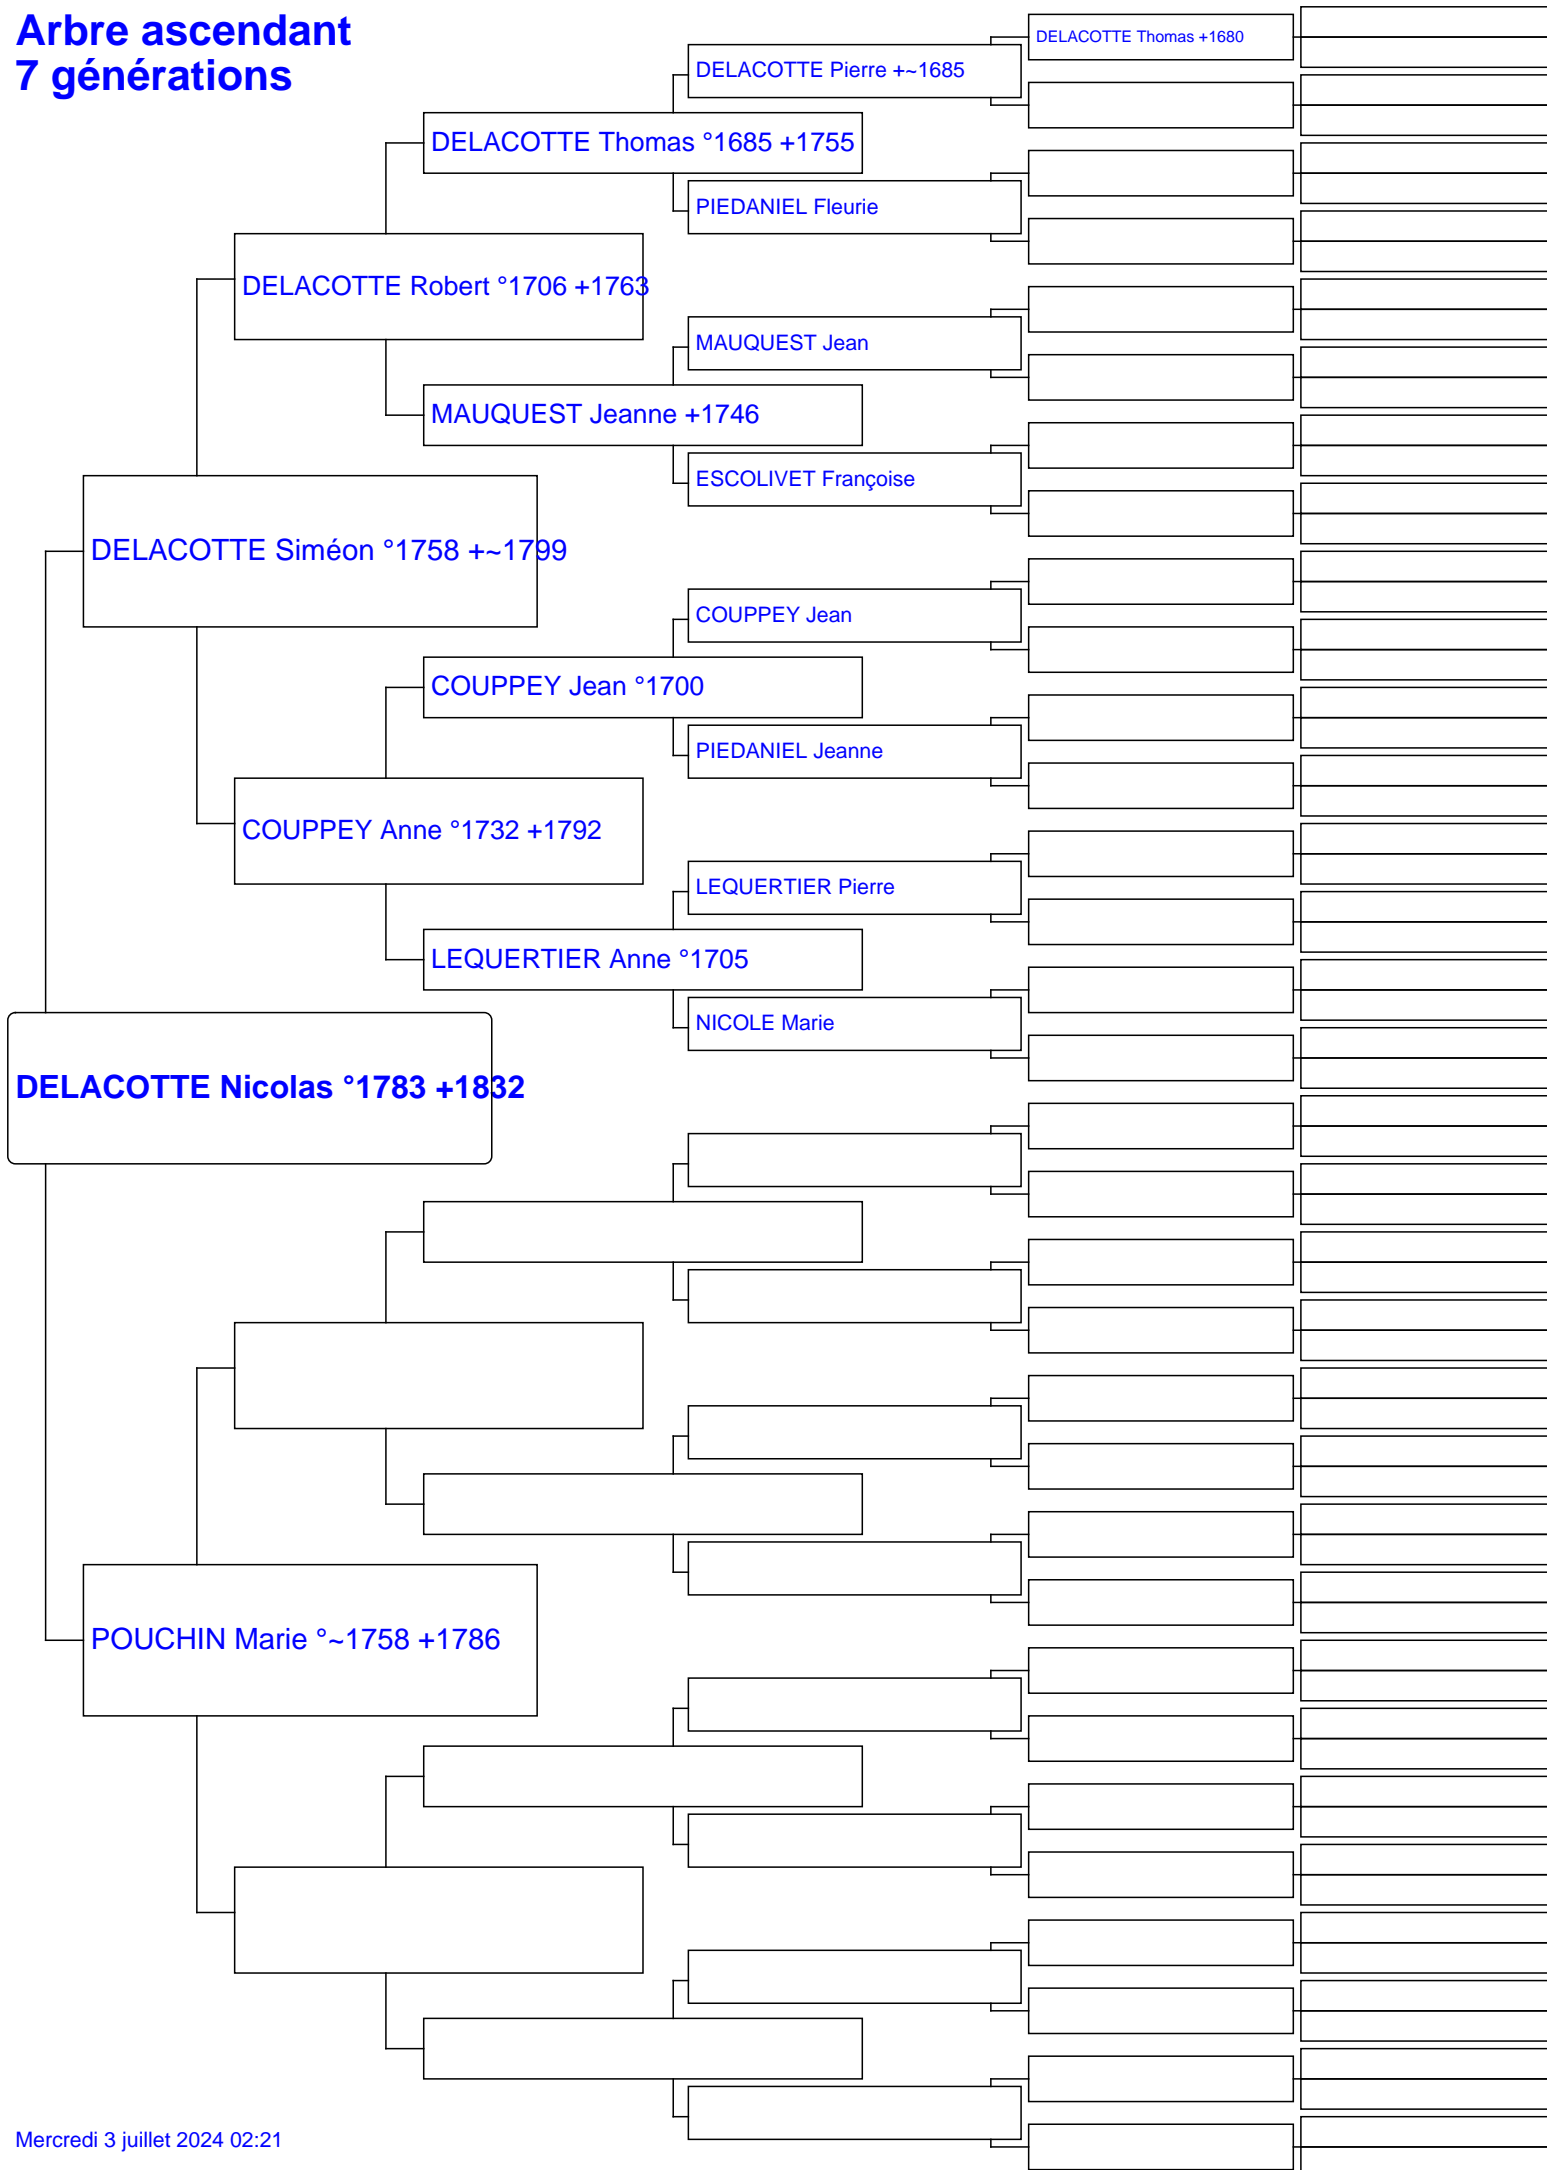 Arbre ascendant
7 générations
DELACOTTE Thomas +1680
DELACOTTE Pierre +~1685
DELACOTTE Thomas °1685 +1755
PIEDANIEL Fleurie
DELACOTTE Robert °1706 +1763
MAUQUEST Jean
MAUQUEST Jeanne +1746
ESCOLIVET Françoise
DELACOTTE Siméon °1758 +~1799
COUPPEY Jean
COUPPEY Jean °1700
PIEDANIEL Jeanne
COUPPEY Anne °1732 +1792
LEQUERTIER Pierre
LEQUERTIER Anne °1705
NICOLE Marie
DELACOTTE Nicolas °1783 +1832
POUCHIN Marie °~1758 +1786
Mercredi 3 juillet 2024 02:21